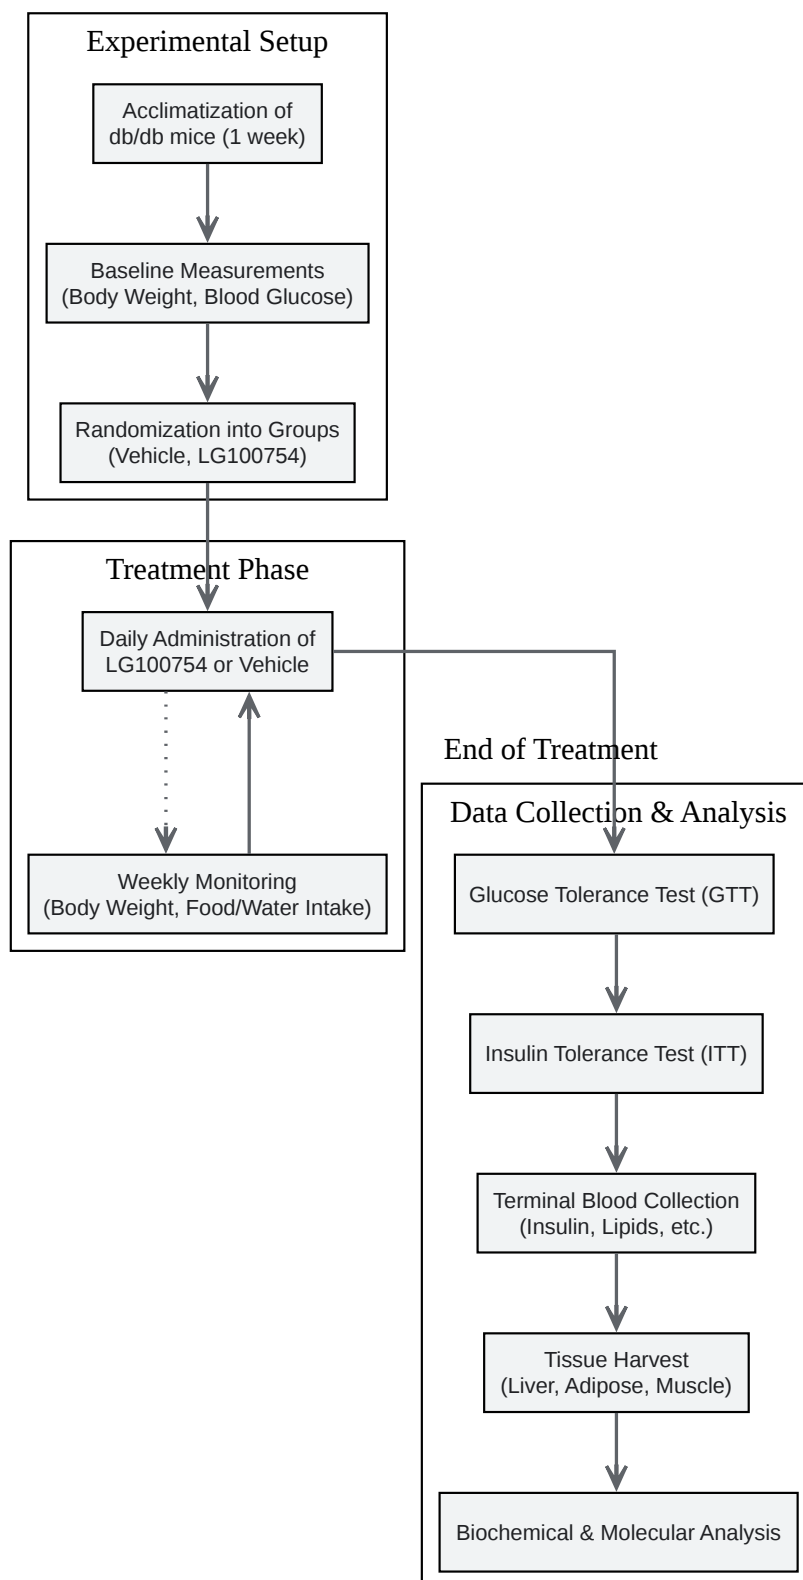 Experimental Setup
Acclimatization of
db/db mice (1 week)
Baseline Measurements
(Body Weight, Blood Glucose)
Randomization into Groups
(Vehicle, LG100754)
Treatment Phase
Daily Administration of
LG100754 or Vehicle
Weekly Monitoring
(Body Weight, Food/Water Intake)
End of Treatment
Data Collection & Analysis
Glucose Tolerance Test (GTT)
Insulin Tolerance Test (ITT)
Terminal Blood Collection
(Insulin, Lipids, etc.)
Tissue Harvest
(Liver, Adipose, Muscle)
Biochemical & Molecular Analysis